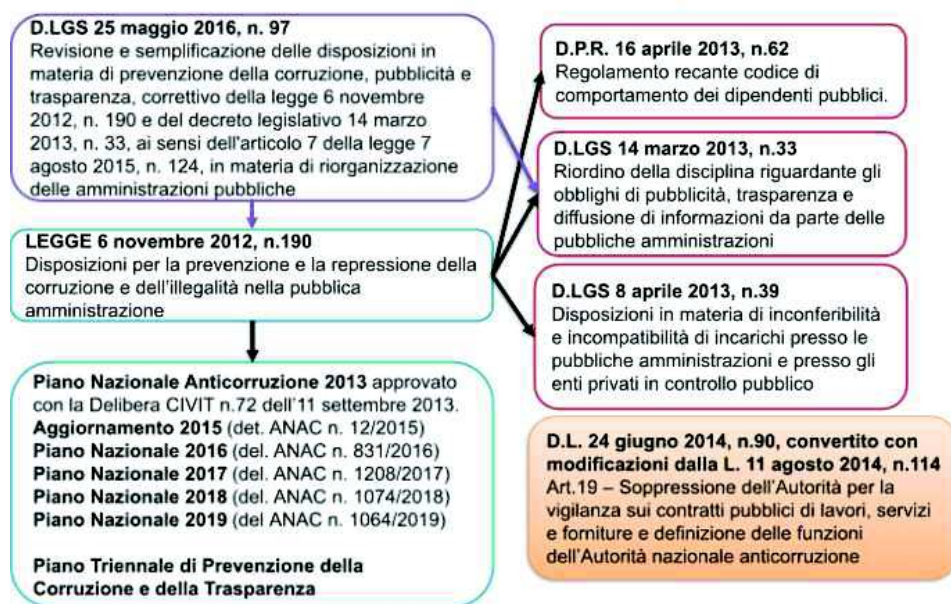 D.LGS 25 maggio 2016, n. 97
Revisione e semplificazione delle disposizioni in
materia di prevenzione della corruzione, pubblicità e
trasparenza, correttivo della legge 6 novembre
2012, n. 190 e del decreto legislativo 14 marzo
2013, n. 33, ai sensi dell'articolo 7 della legge 7
agosto 2015, n. 124, in materia di riorganizzazione
delle amministrazioni pubbliche
LEGGE 6 novembre 2012, n.190
Disposizioni per la prevenzione e la repressione della
corruzione e dell'illegalità nella pubblica
amministrazione
Piano Nazionale Anticorruzione 2013 approvato
con la Delibera CIVIT n.72 dell'11 settembre 2013.
Aggiornamento 2015 (det. ANAC n. 12/2015)
Piano Nazionale 2016 (del. ANAC n. 831/2016)
Piano Nazionale 2017 (del. ANAC n. 1208/2017)
Piano Nazionale 2018 (del. ANAC n. 1074/2018)
Piano Nazionale 2019 (del ANAC n. 1064/2019)
Piano Triennale di Prevenzione della
Corruzione e della Trasparenza
D.P.R. 16 aprile 2013, n.62
Regolamento recante codice di
comportamento dei dipendenti pubblici.
D.LGS 14 marzo 2013, n.33
Riordino della disciplina riguardante gli
obblighi di pubblicità, trasparenza e
diffusione di informazioni da parte delle
pubbliche amministrazioni
D.LGS 8 aprile 2013, n.39
Disposizioni in materia di inconferibilità
e incompatibilità di incarichi presso le
pubbliche amministrazioni e presso gli
enti privati in controllo pubblico
D.L. 24 giugno 2014, n.90, convertito con
modificazioni dalla L. 11 agosto 2014, n.114
Art.19 – Soppressione dell'Autorità per la
vigilanza sui contratti pubblici di lavori, servizi
e forniture e definizione delle funzioni
dell'Autorità nazionale anticorruzione